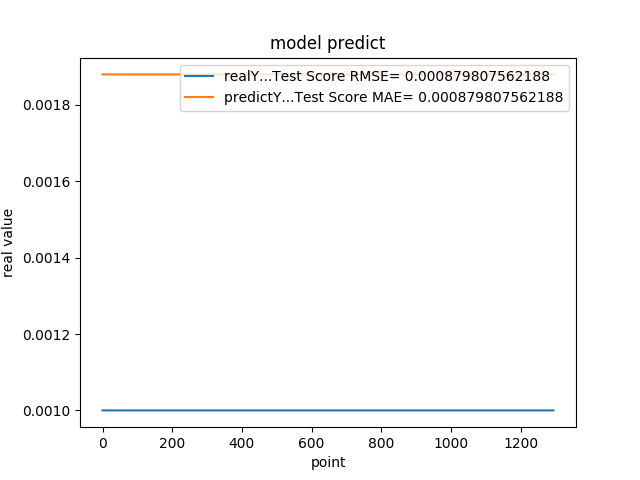 model predict
realY...Test Score RMSE= 0.000879807562188
predictY...Test Score MAE= 0.000879807562188
real value
0.0018
0.0016
0.0014
0.0012
0.0010
0 200 400 600 800 1000 1200
point